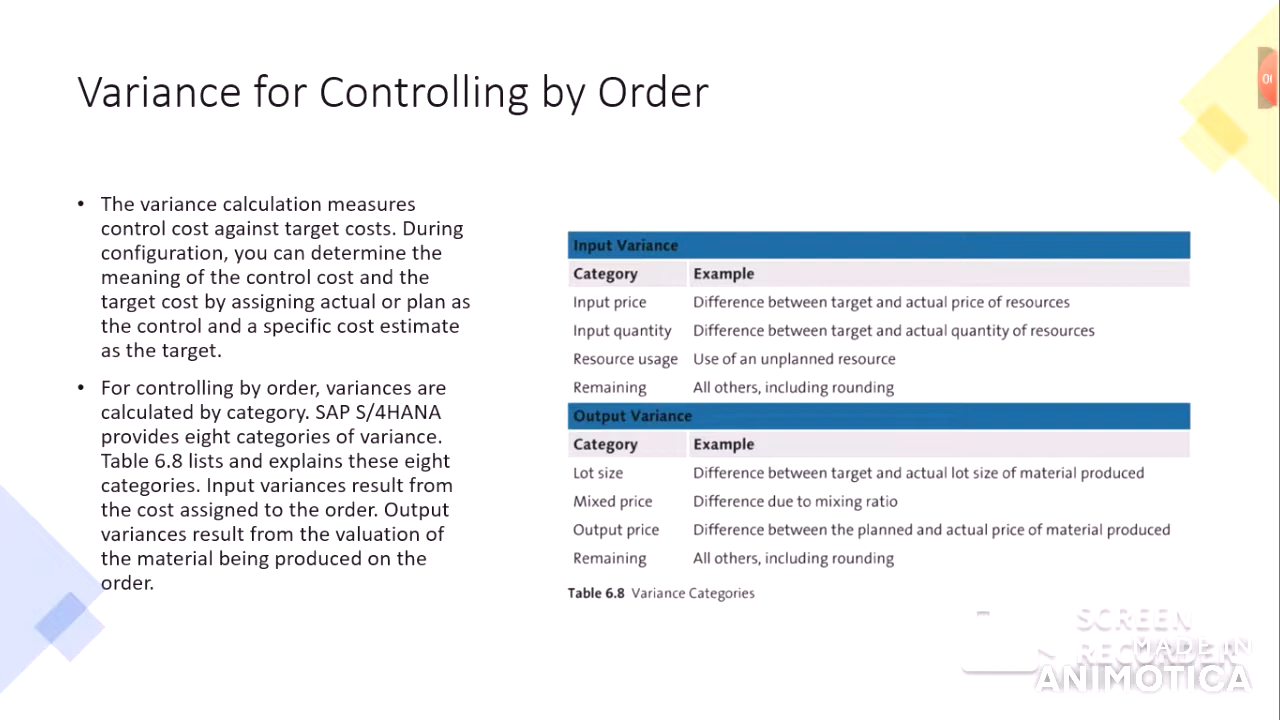 Variance for Controlling by Order
• The variance calculation measures
control cost against target costs. During
configuration, you can determine the
meaning of the control cost and the
target cost by assigning actual or plan as
the control and a specific cost estimate
as the target.
• For controlling by order, variances are
calculated by category. SAP S/4HANA
provides eight categories of variance.
Table 6.8 lists and explains these eight
categories. Input variances result from
the cost assigned to the order. Output
variances result from the valuation of
the material being produced on the
order.
Input Variance
Category Example
Input price Difference between target and actual price of resources
Input quantity Difference between target and actual quantity of resources
Resource usage Use of an unplanned resource
Remaining All others, including rounding
Output Variance
Category Example
Lot size Difference between target and actual lot size of material produced
Mixed price Difference due to mixing ratio
Output price Difference between the planned and actual price of material produced
Remaining All others, including rounding
Table 6.8 Variance Categories
SCREEN
RECORDER
MADE IN
ANIMOTICA